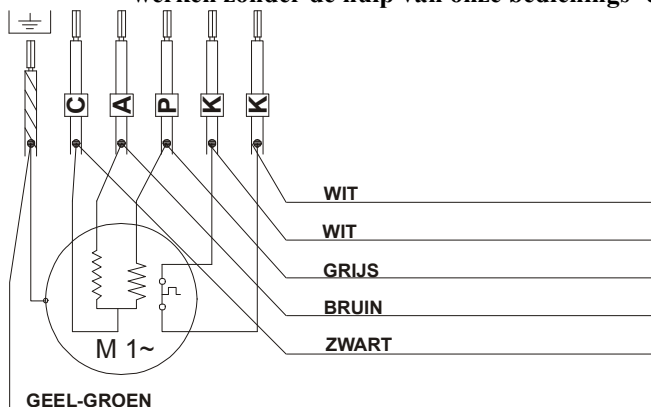 werken zonder de hulp van onze bedienings-
C A P K K
WIT
WIT
GRIJS
BRUIN
ZWART
M 1~
GEEL-GROEN